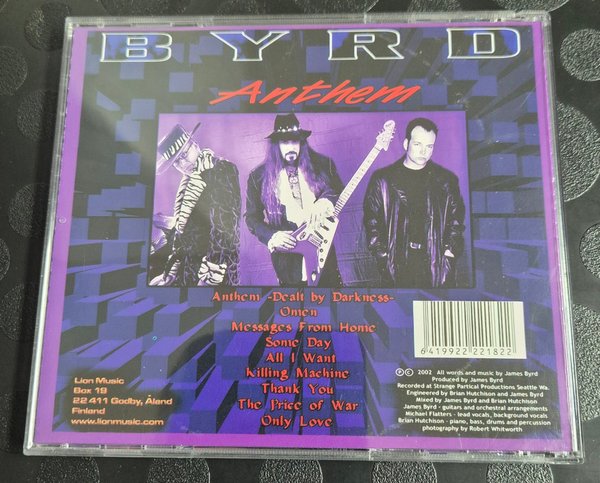 BYRD
Anthem
Anthem -Dealt by Darkness-
Omen
Messages From Home
Some Day
All I Want
Killing Machine
Thank You
The Price of War
Only Love
Lion Music
Box 19
22 411 Godby, Åland
Finland
www.lionmusic.com
6 419922 221822
℗ © 2002 All words and music by James Byrd
Produced by James Byrd
Recorded at Strange Partical Productions Seattle Wa.
Engineered by Brian Hutchison and James Byrd
Mixed by James Byrd and Brian Hutchison
James Byrd - guitars and orchestral arrangements
Michael Flatters - lead vocals, background vocals
Brian Hutchison - piano, bass, drums and percussion
photography by Robert Whitworth